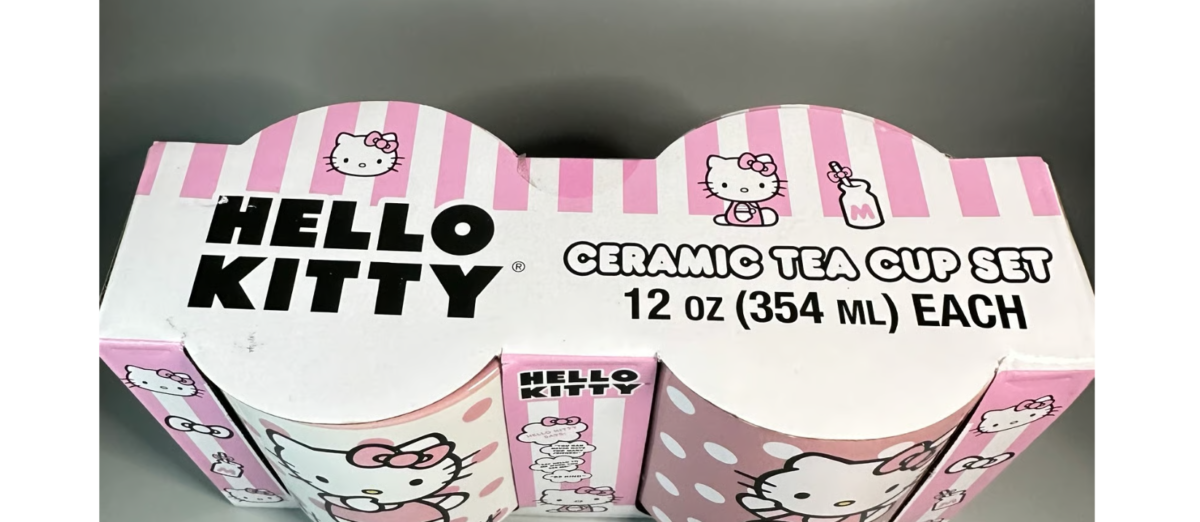 HELLO
KITTY®
CERAMIC TEA CUP SET
12 OZ (354 ML) EACH
M
HELLO
KITTY
M